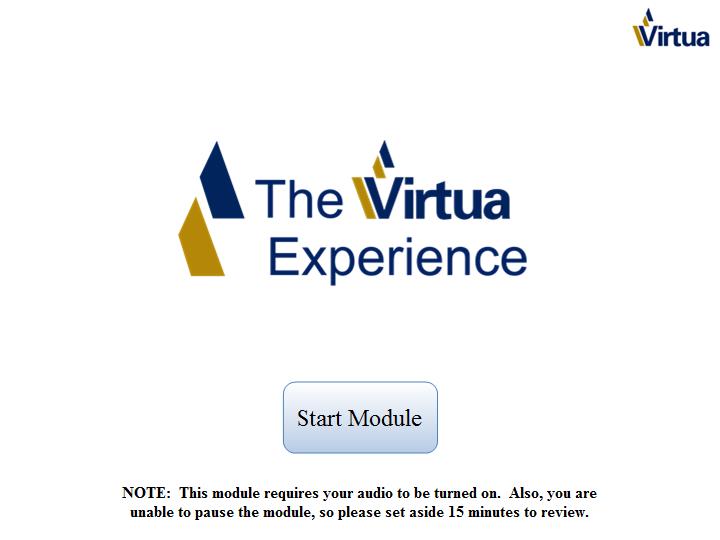 Virtua
The Virtua
Experience
Start Module
NOTE:  This module requires your audio to be turned on.  Also, you are
unable to pause the module, so please set aside 15 minutes to review.